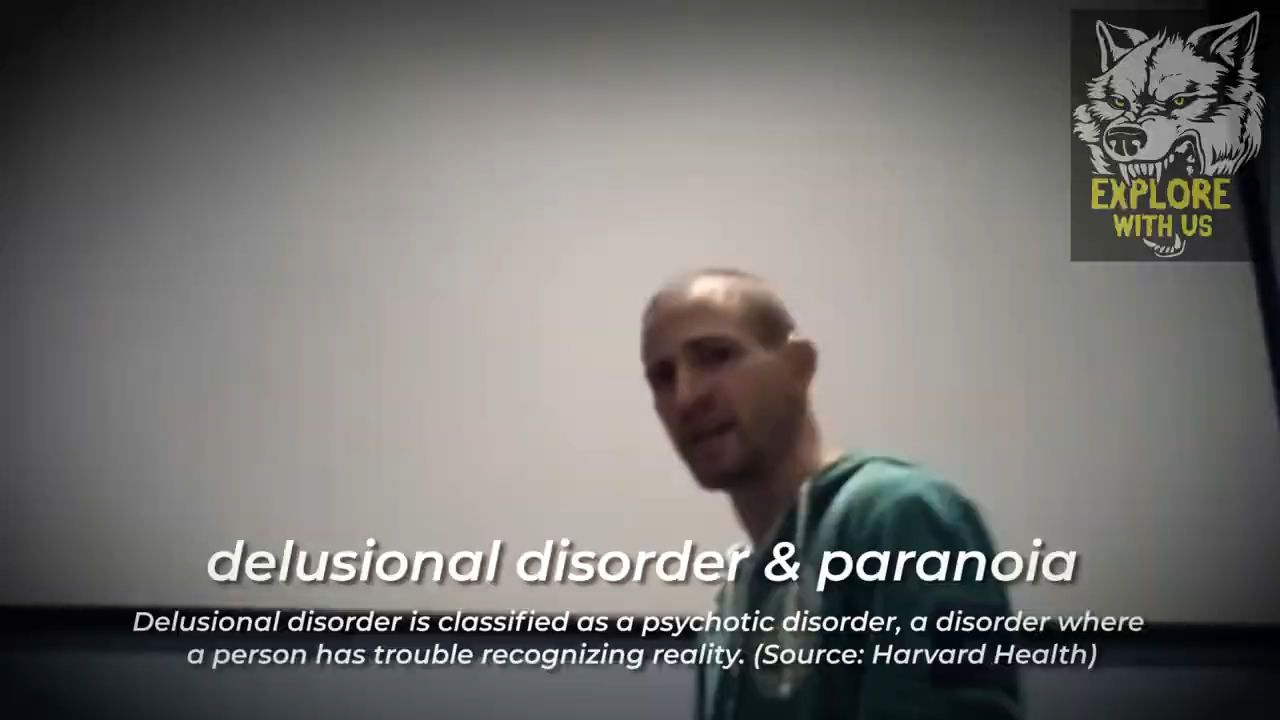 EXPLORE
WITH US
delusional disorder & paranoia
Delusional disorder is classified as a psychotic disorder, a disorder where
a person has trouble recognizing reality. (Source: Harvard Health)